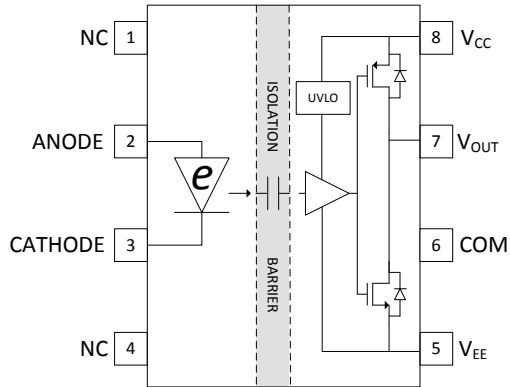 NC 1
ANODE 2
CATHODE 3
NC 4
e
ISOLATION
BARRIER
UVLO
8 VCC
7 VOUT
6 COM
5 VEE